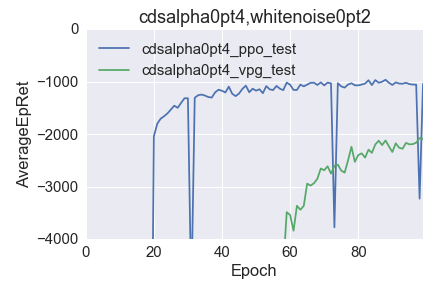 cdsalpha0pt4,whitenoise0pt2
0
cdsalpha0pt4_ppo_test
cdsalpha0pt4_vpg_test
−1000
−2000
−3000
−4000
AverageEpRet
0 20 40 60 80
Epoch